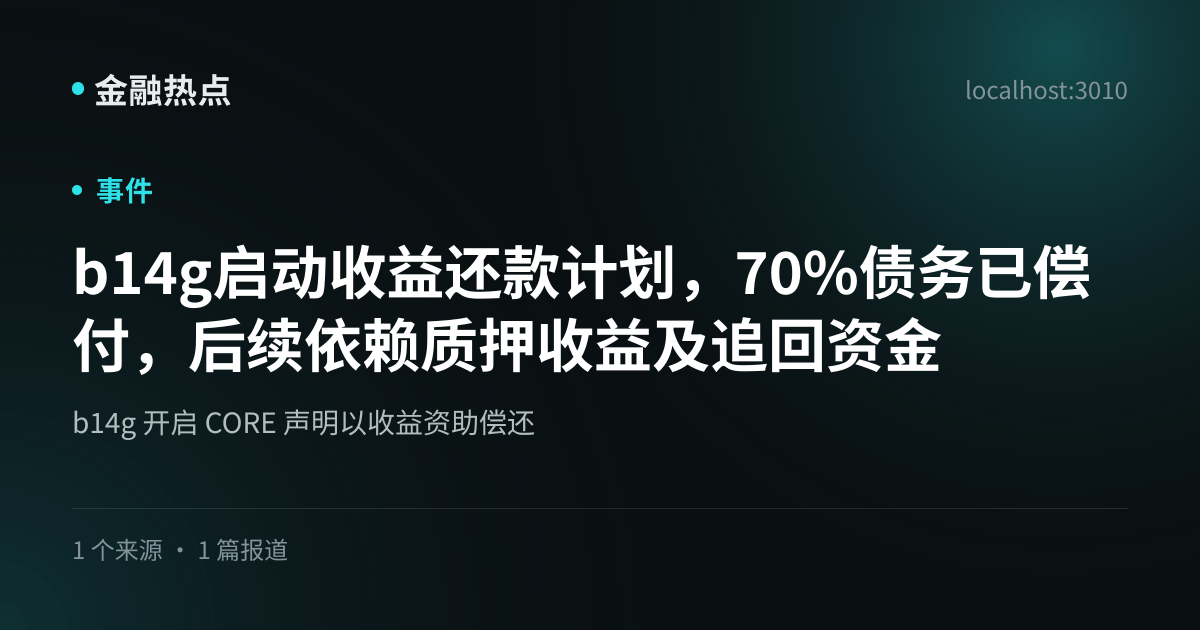 金融热点
localhost:3010
事件
b14g启动收益还款计划，70%债务已偿
付，后续依赖质押收益及追回资金
b14g 开启 CORE 声明以收益资助偿还
1 个来源 · 1 篇报道